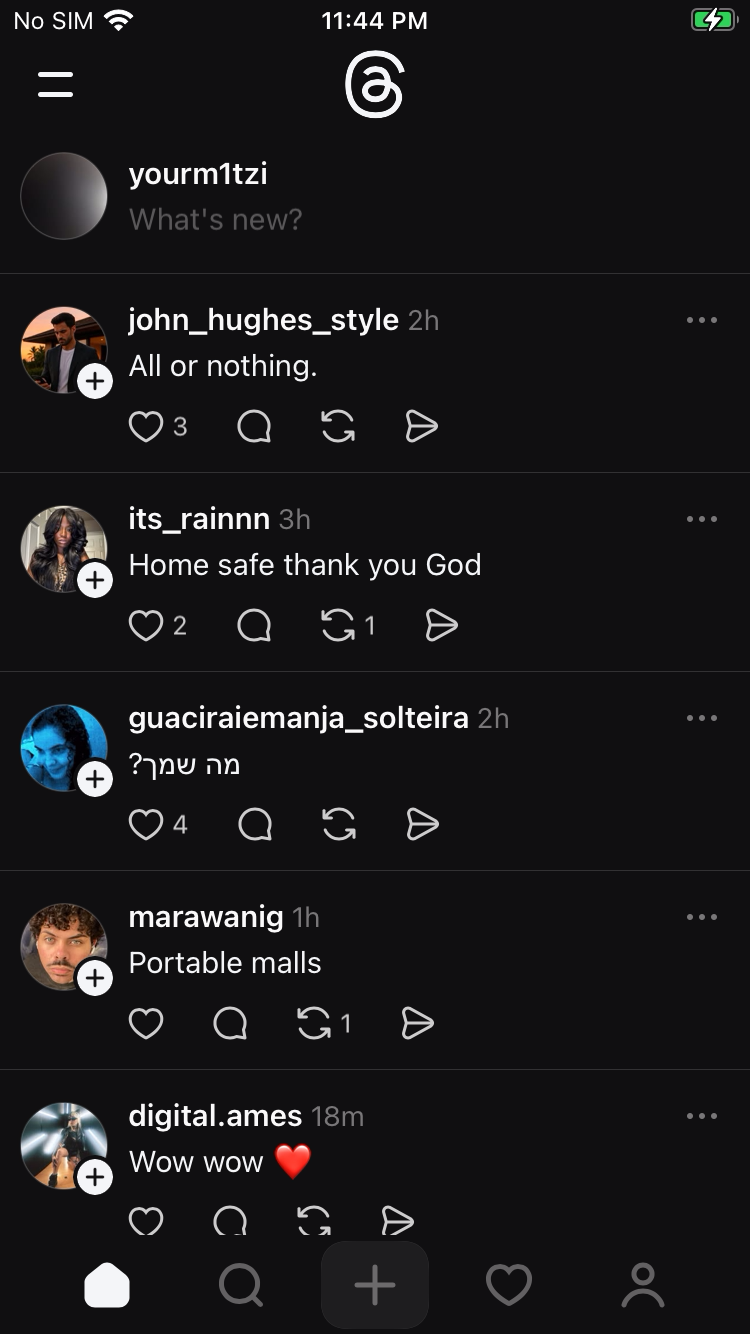 No SIM 11:44 PM
yourm1tzi
What's new?
john_hughes_style 2h
All or nothing.
3
its_rainnn 3h
Home safe thank you God
2 1
guaciraiemanja_solteira 2h
מה שמך?
4
marawanig 1h
Portable malls
1
digital.ames 18m
Wow wow ❤️